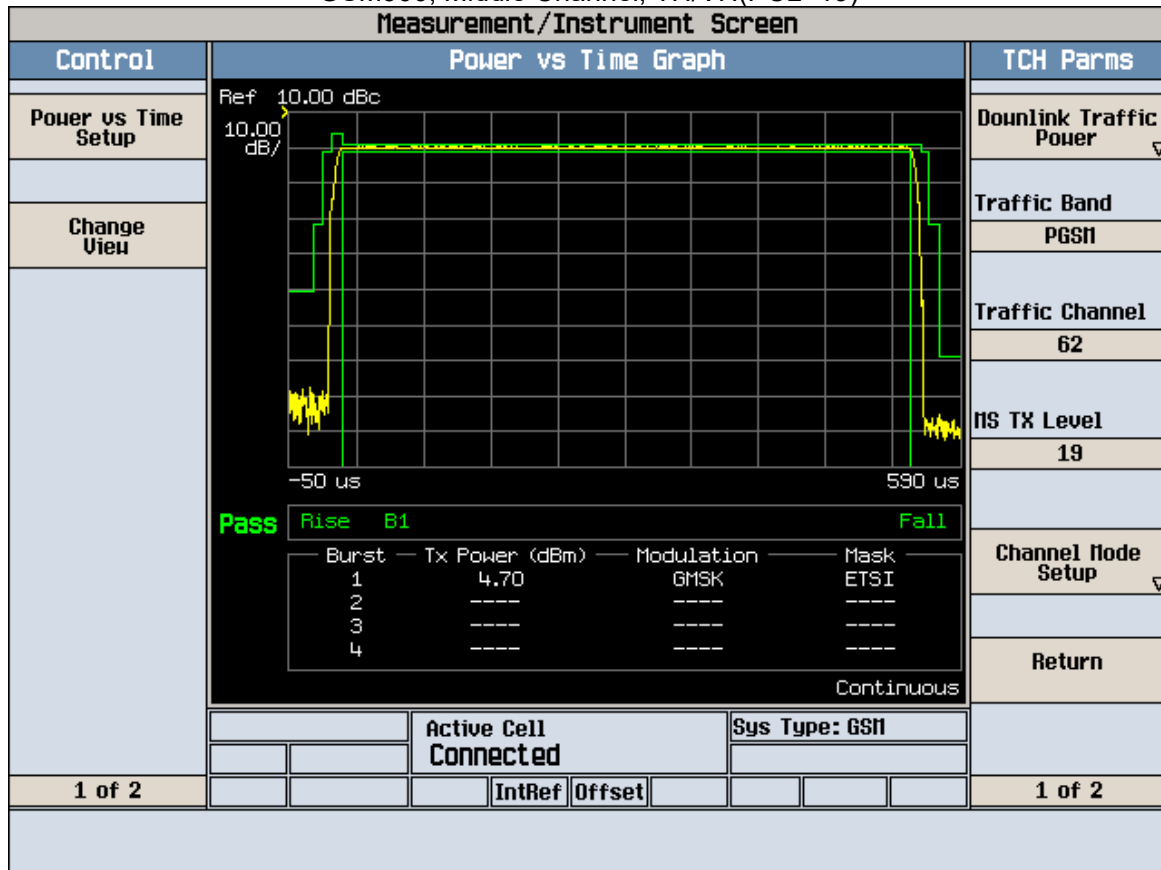 Measurement/Instrument Screen
Control
Power vs Time Graph
TCH Parms
Power vs Time
Setup
Change
View
Ref 10.00 dBc
10.00
dB/
-50 us
590 us
Pass
Rise B1 Fall
Burst Tx Power (dBm) Modulation Mask
1 4.70 GMSK ETSI
2 ---- ---- ----
3 ---- ---- ----
4 ---- ---- ----
Continuous
Downlink Traffic
Power
Traffic Band
PGSM
Traffic Channel
62
MS TX Level
19
Channel Mode
Setup
Return
Active Cell
Connected
Sys Type: GSM
IntRef
Offset
1 of 2
1 of 2